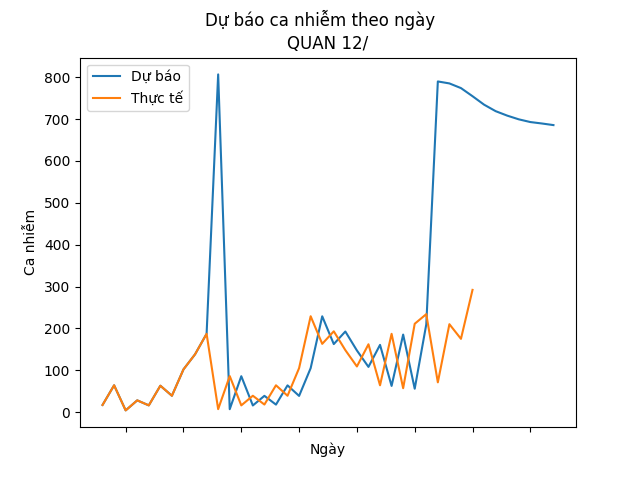 Dự báo ca nhiễm theo ngày
QUAN 12/
Dự báo
Thực tế
800
700
600
500
400
300
200
100
0
Ca nhiễm
Ngày